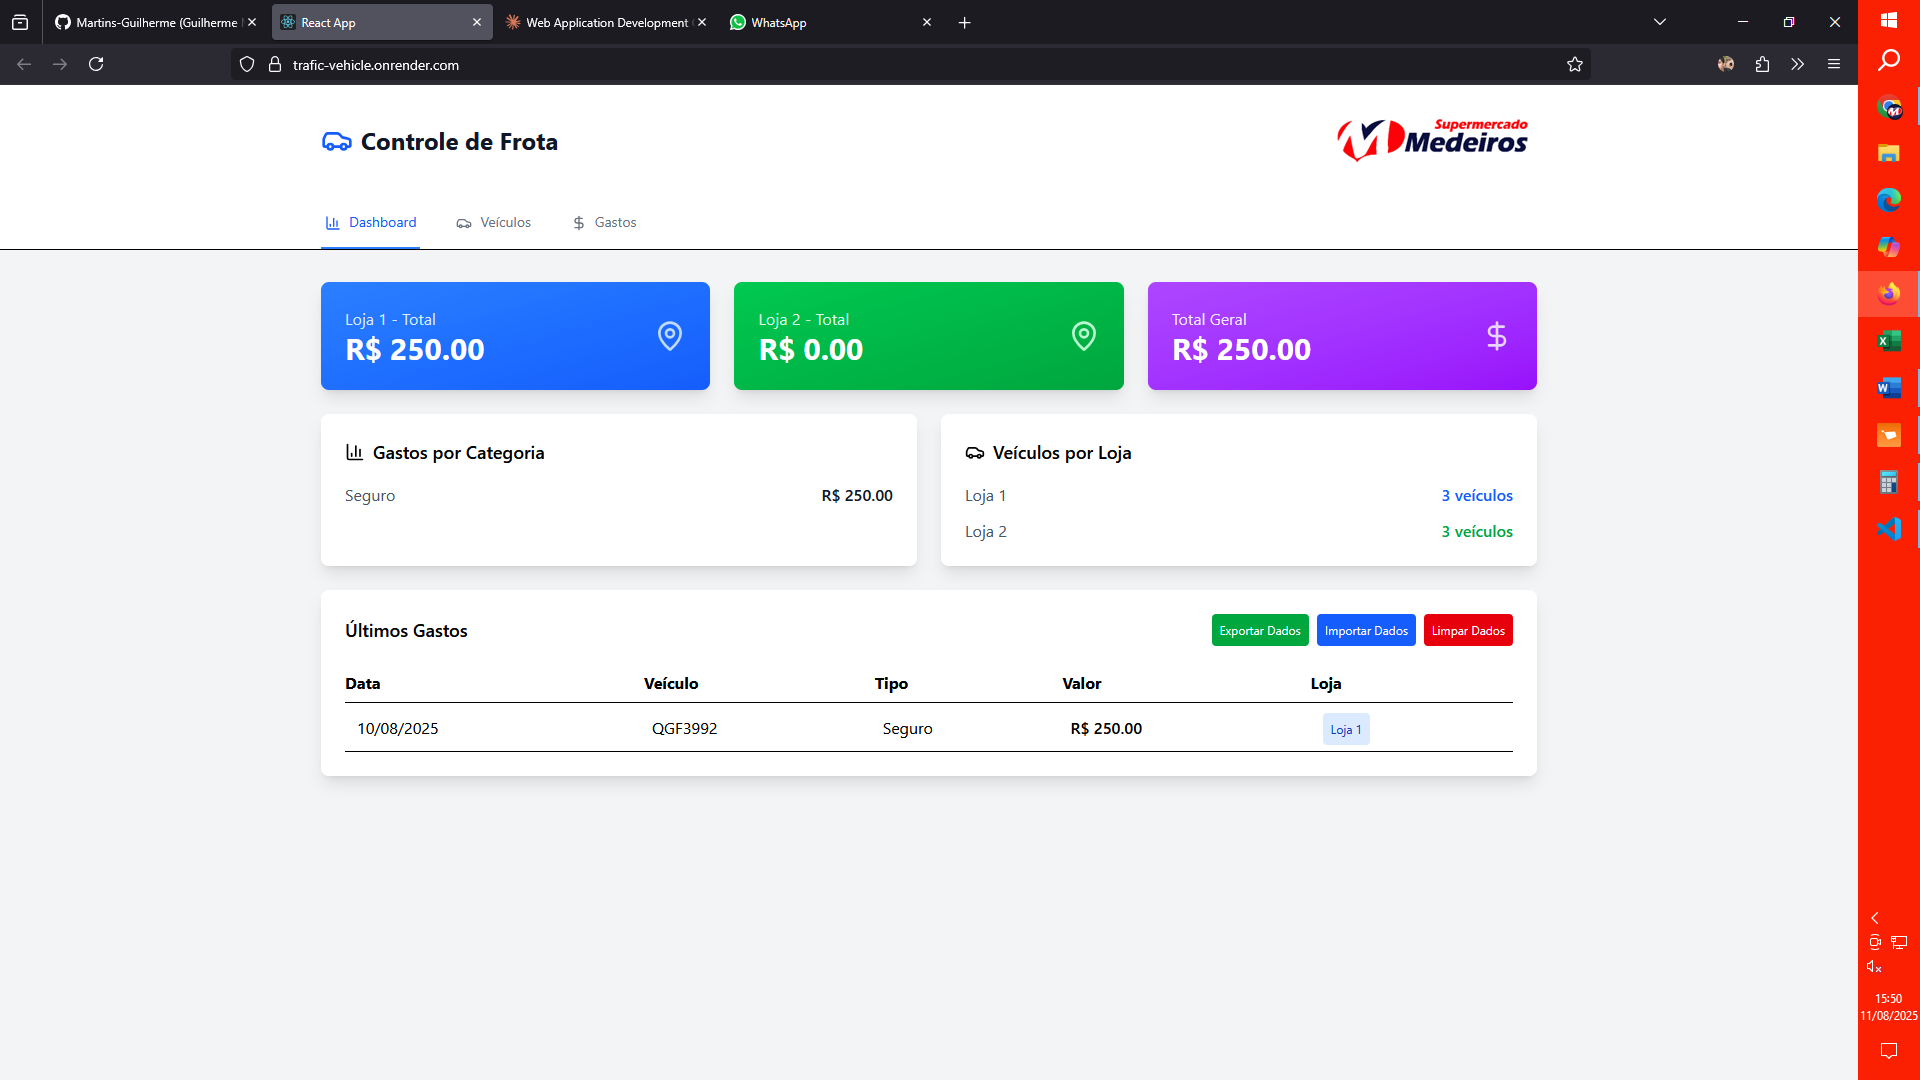 Martins-Guilherme (Guilherme
React App
Web Application Development
WhatsApp
trafic-vehicle.onrender.com
Controle de Frota
Supermercado
Medeiros
Dashboard
Veículos
Gastos
Loja 1 - Total
R$ 250.00
Loja 2 - Total
R$ 0.00
Total Geral
R$ 250.00
Gastos por Categoria
Seguro R$ 250.00
Veículos por Loja
Loja 1 3 veículos
Loja 2 3 veículos
Últimos Gastos
Exportar Dados
Importar Dados
Limpar Dados
Data Veículo Tipo Valor Loja
10/08/2025 QGF3992 Seguro R$ 250.00 Loja 1
15:50
11/08/2025